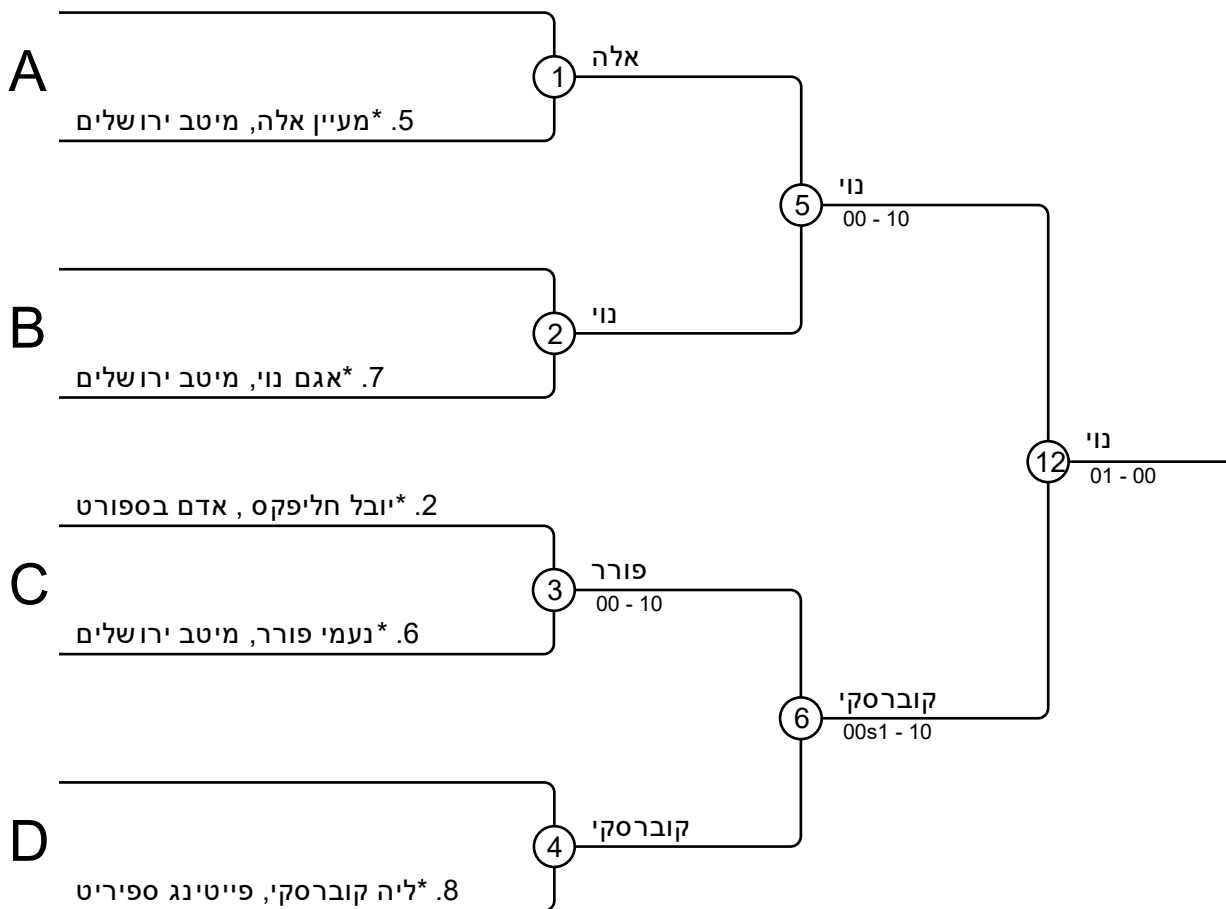 A
1
אלה
5. *מעיין אלה, מיטב ירושלים
5
נוי
00 - 10
B
2
נוי
7. *אגם נוי, מיטב ירושלים
12
נוי
01 - 00
2. *יובל חליפקס , אדם בספורט
C
3
פורר
00 - 10
6. *נעמי פורר, מיטב ירושלים
6
קוברסקי
00s1 - 10
D
4
קוברסקי
8. *ליה קוברסקי, פייטינג ספיריט